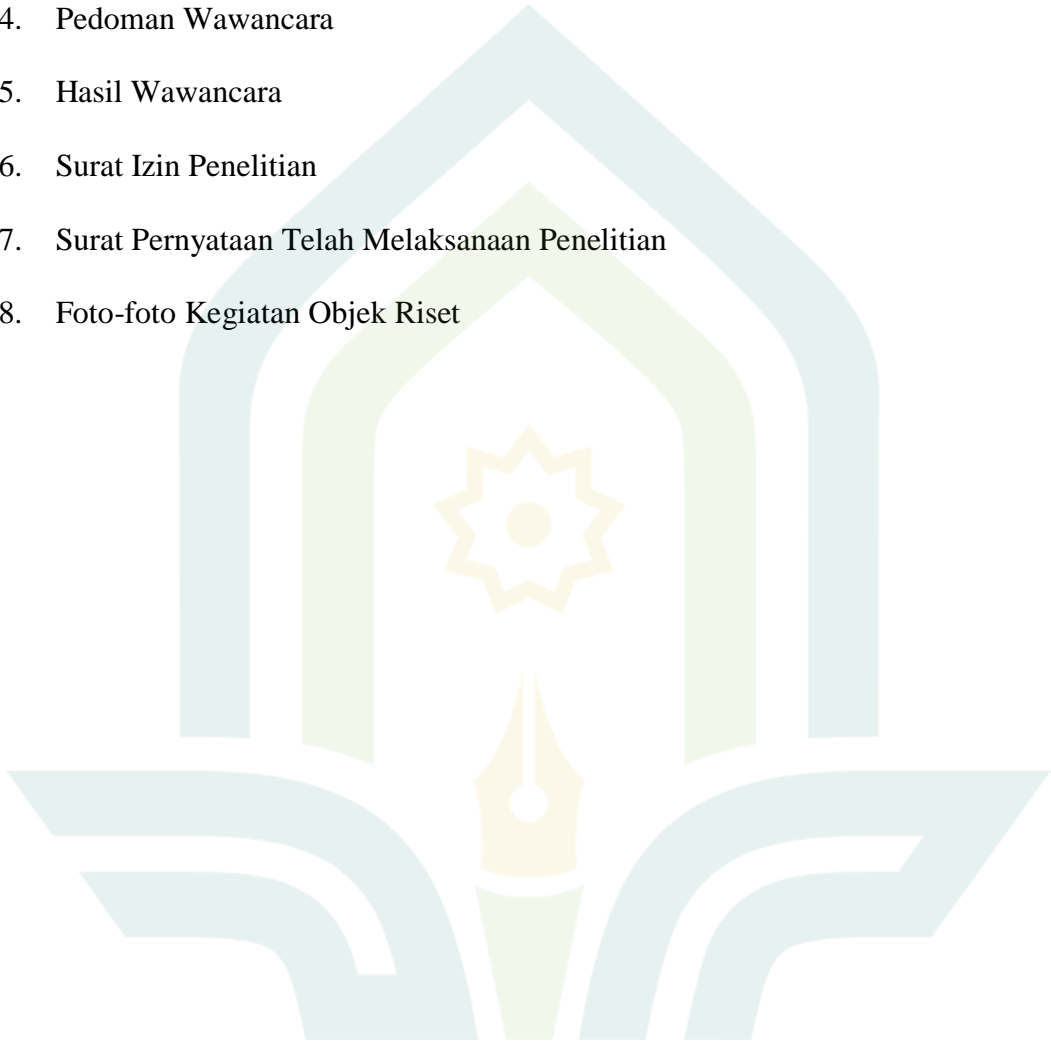 4. Pedoman Wawancara
5. Hasil Wawancara
6. Surat Izin Penelitian
7. Surat Pernyataan Telah Melaksanaan Penelitian
8. Foto-foto Kegiatan Objek Riset